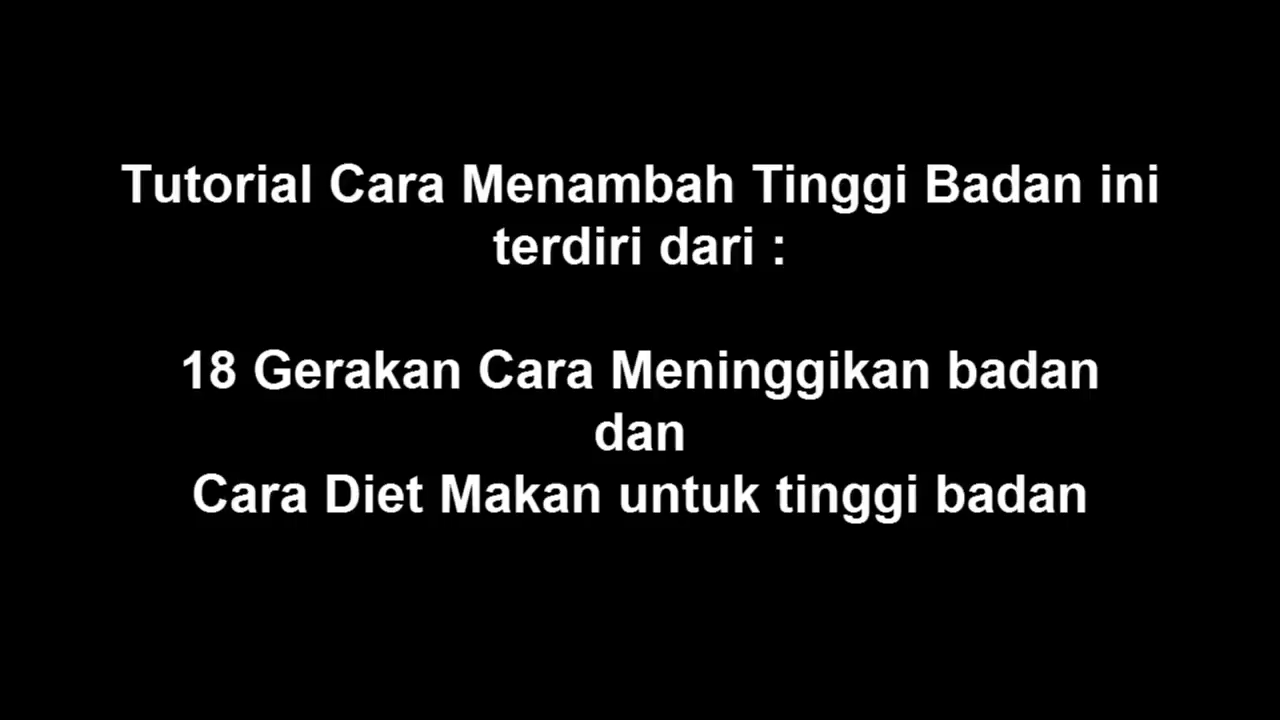 Tutorial Cara Menambah Tinggi Badan ini
terdiri dari :
18 Gerakan Cara Meninggikan badan
dan
Cara Diet Makan untuk tinggi badan